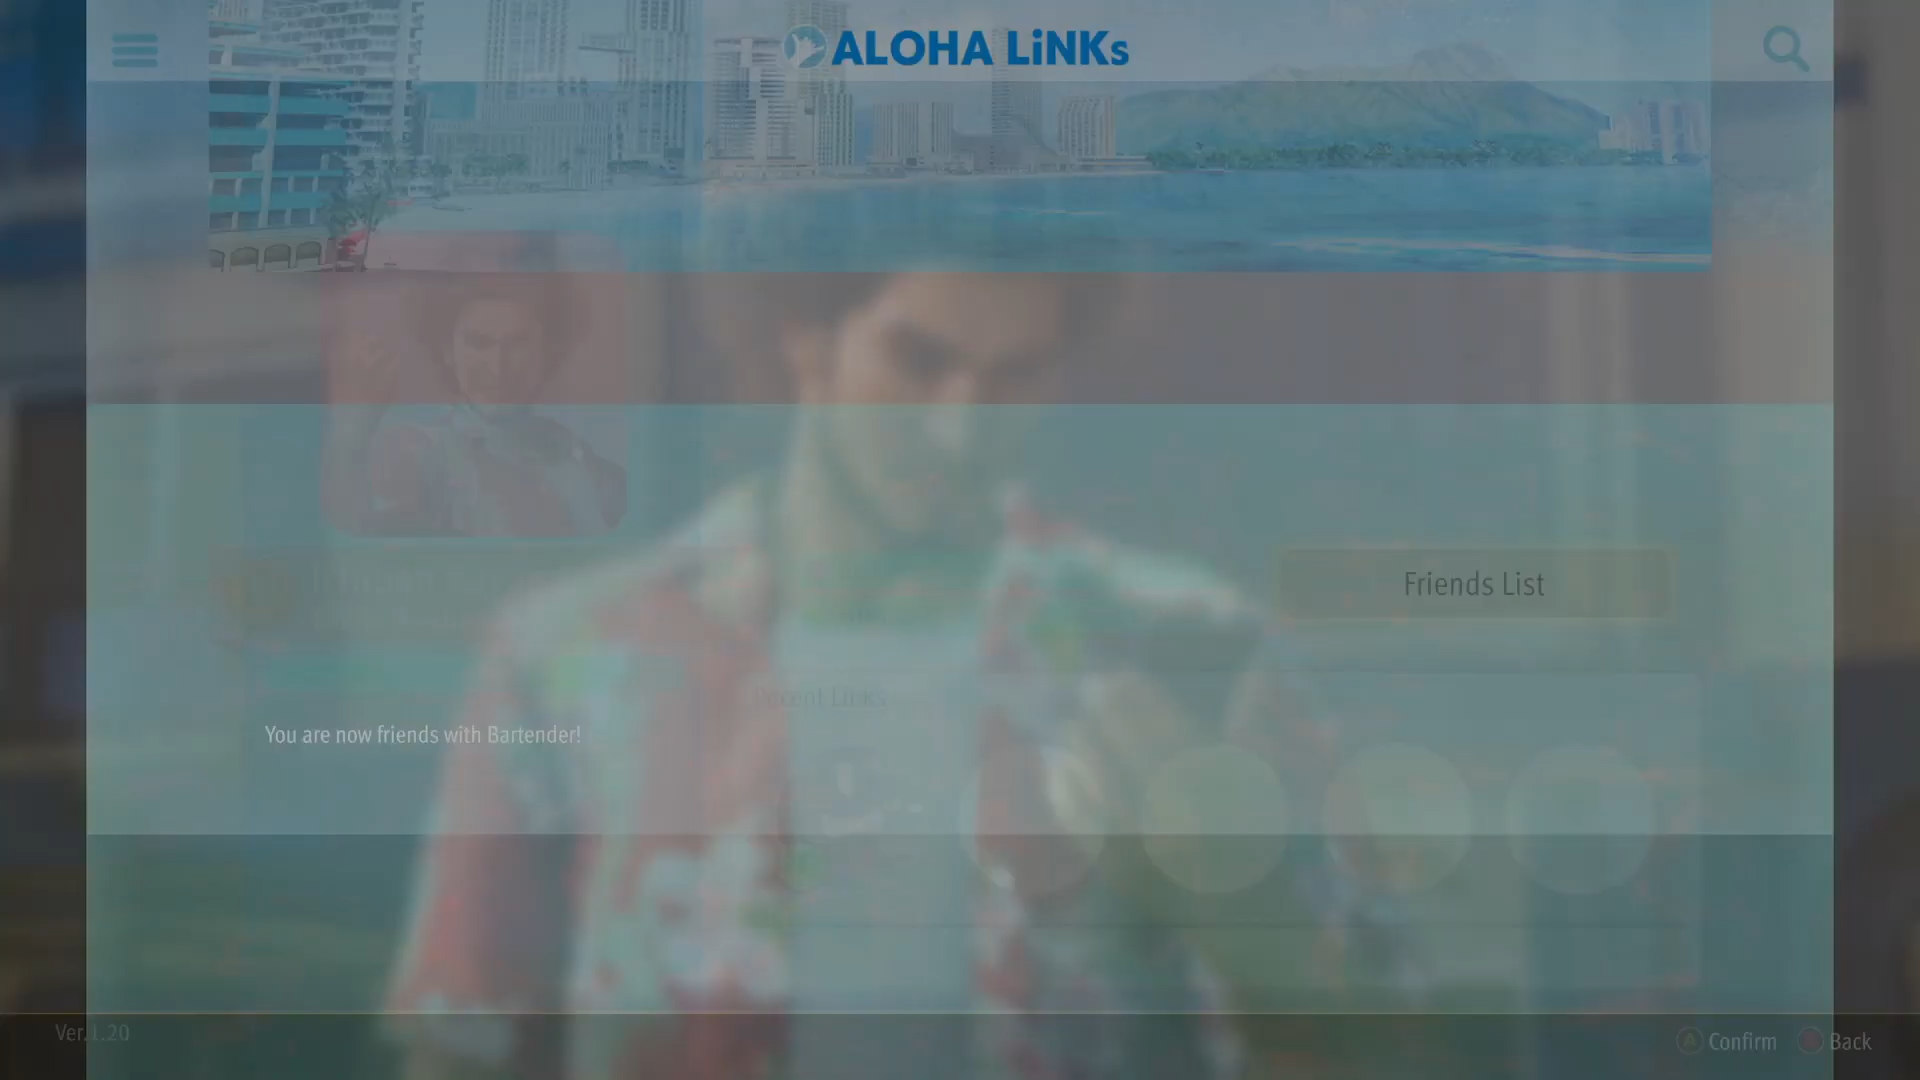 ALOHA LiNKs
Friends List
Recent Links
You are now friends with Bartender!
Ver.1.20
A Confirm
Back